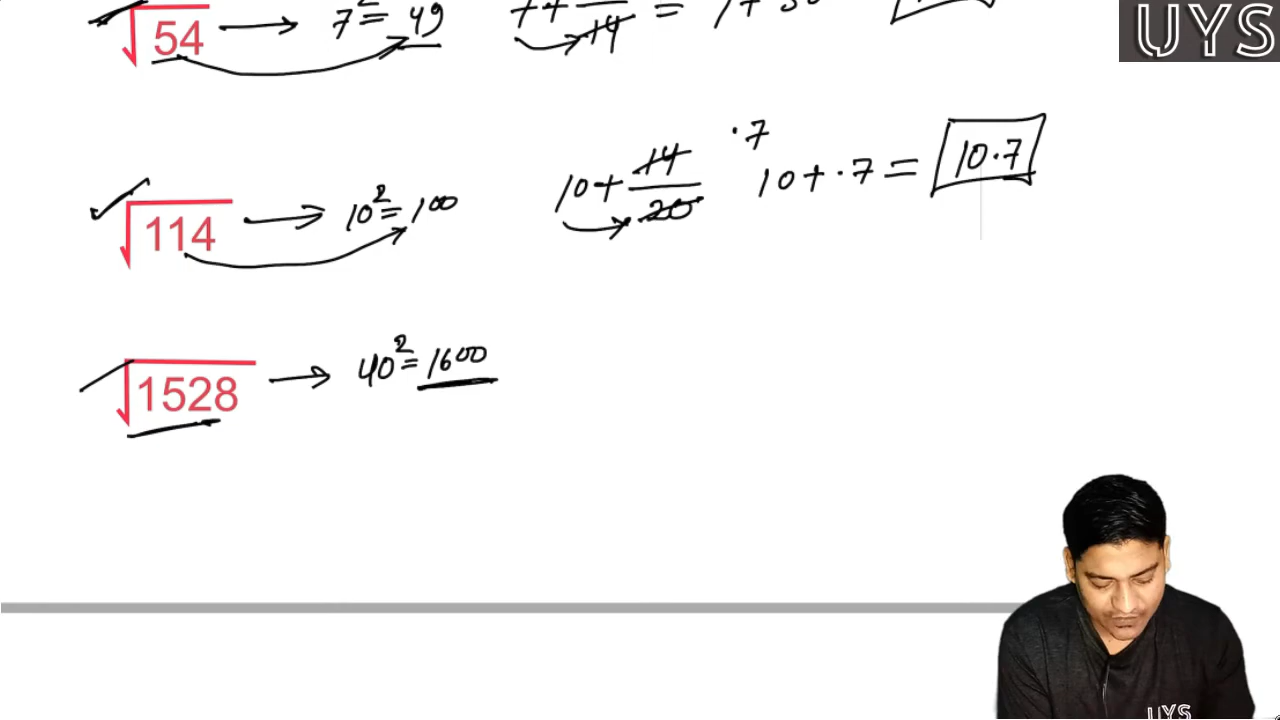 UYS
√54 → 7²= 49
10+ 14/20 .7
√114 → 10²=100 10+.7= 10.7
√1528 → 40²=1600
UYS